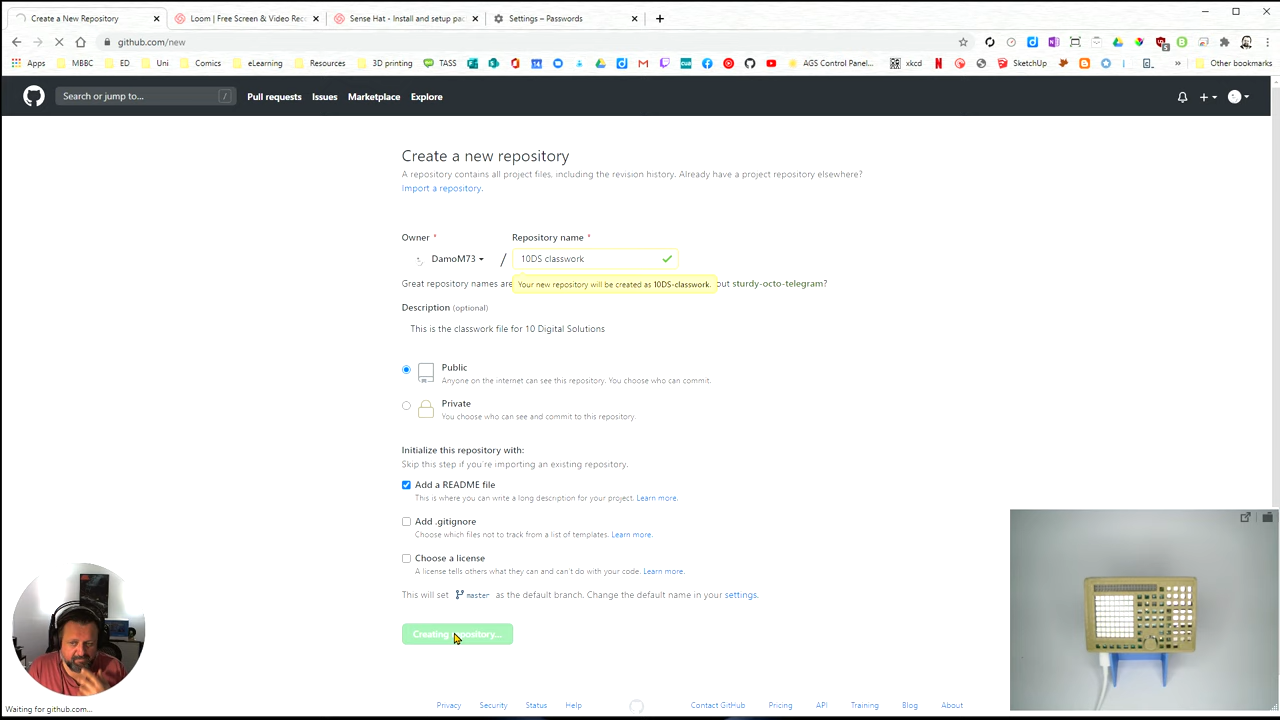 Create a New Repository
Loom | Free Screen & Video Rec
Sense Hat - Install and setup pac
Settings – Passwords
github.com/new
Apps
MBBC
ED
Uni
Comics
eLearning
Resources
3D printing
TASS
AGS Control Panel...
xkcd
SketchUp
Other bookmarks
Search or jump to...
/
Pull requests
Issues
Marketplace
Explore
Create a new repository
A repository contains all project files, including the revision history. Already have a project repository elsewhere?
Import a repository.
Owner *
Repository name *
DamoM73
/
10DS classwork
Great repository names are
Your new repository will be created as 10DS-classwork.
out sturdy-octo-telegram?
Description (optional)
This is the classwork file for 10 Digital Solutions
Public
Anyone on the internet can see this repository. You choose who can commit.
Private
You choose who can see and commit to this repository.
Initialize this repository with:
Skip this step if you're importing an existing repository.
Add a README file
This is where you can write a long description for your project. Learn more.
Add .gitignore
Choose which files not to track from a list of templates. Learn more.
Choose a license
A license tells others what they can and can't do with your code. Learn more.
This will set master as the default branch. Change the default name in your settings.
Creating repository...
Privacy
Security
Status
Help
Contact GitHub
Pricing
API
Training
Blog
About
Waiting for github.com...